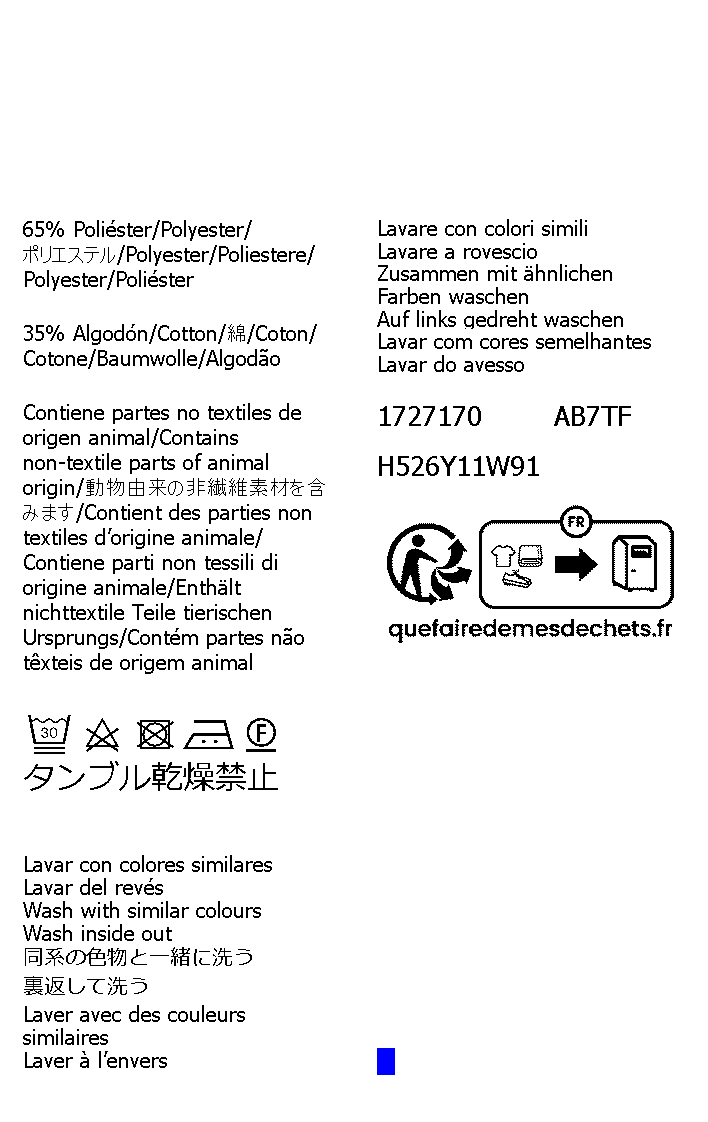 65% Poliéster/Polyester/
ポリエステル/Polyester/Poliestere/
Polyester/Poliéster
35% Algodón/Cotton/綿/Coton/
Cotone/Baumwolle/Algodão
Contiene partes no textiles de
origen animal/Contains
non-textile parts of animal
origin/動物由来の非繊維素材を含
みます/Contient des parties non
textiles d'origine animale/
Contiene parti non tessili di
origine animale/Enthält
nichttextile Teile tierischen
Ursprungs/Contém partes não
têxteis de origem animal
30 F
タンブル乾燥禁止
Lavar con colores similares
Lavar del revés
Wash with similar colours
Wash inside out
同系の色物と一緒に洗う
裏返して洗う
Laver avec des couleurs
similaires
Laver à l'envers
Lavare con colori simili
Lavare a rovescio
Zusammen mit ähnlichen
Farben waschen
Auf links gedreht waschen
Lavar com cores semelhantes
Lavar do avesso
1727170 AB7TF
H526Y11W91
FR
quefairedemesdechets.fr